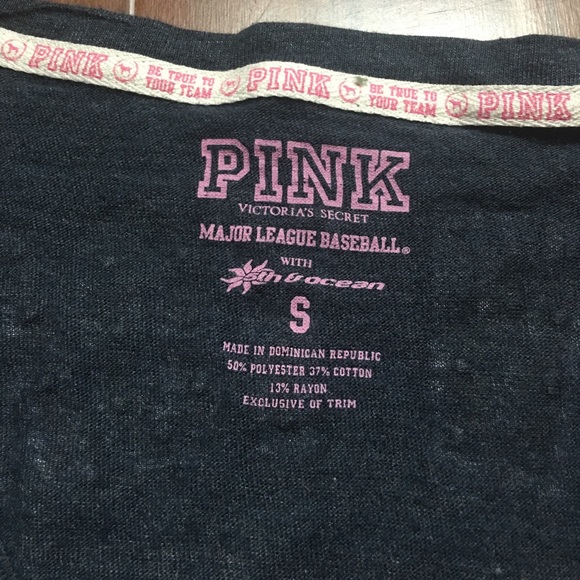 PINK BE TRUE TO YOUR TEAM PINK BE TRUE TO YOUR TEAM PINK
PINK
VICTORIA'S SECRET
MAJOR LEAGUE BASEBALL®
WITH
5th & ocean
S
MADE IN DOMINICAN REPUBLIC
50% POLYESTER 37% COTTON
13% RAYON
EXCLUSIVE OF TRIM